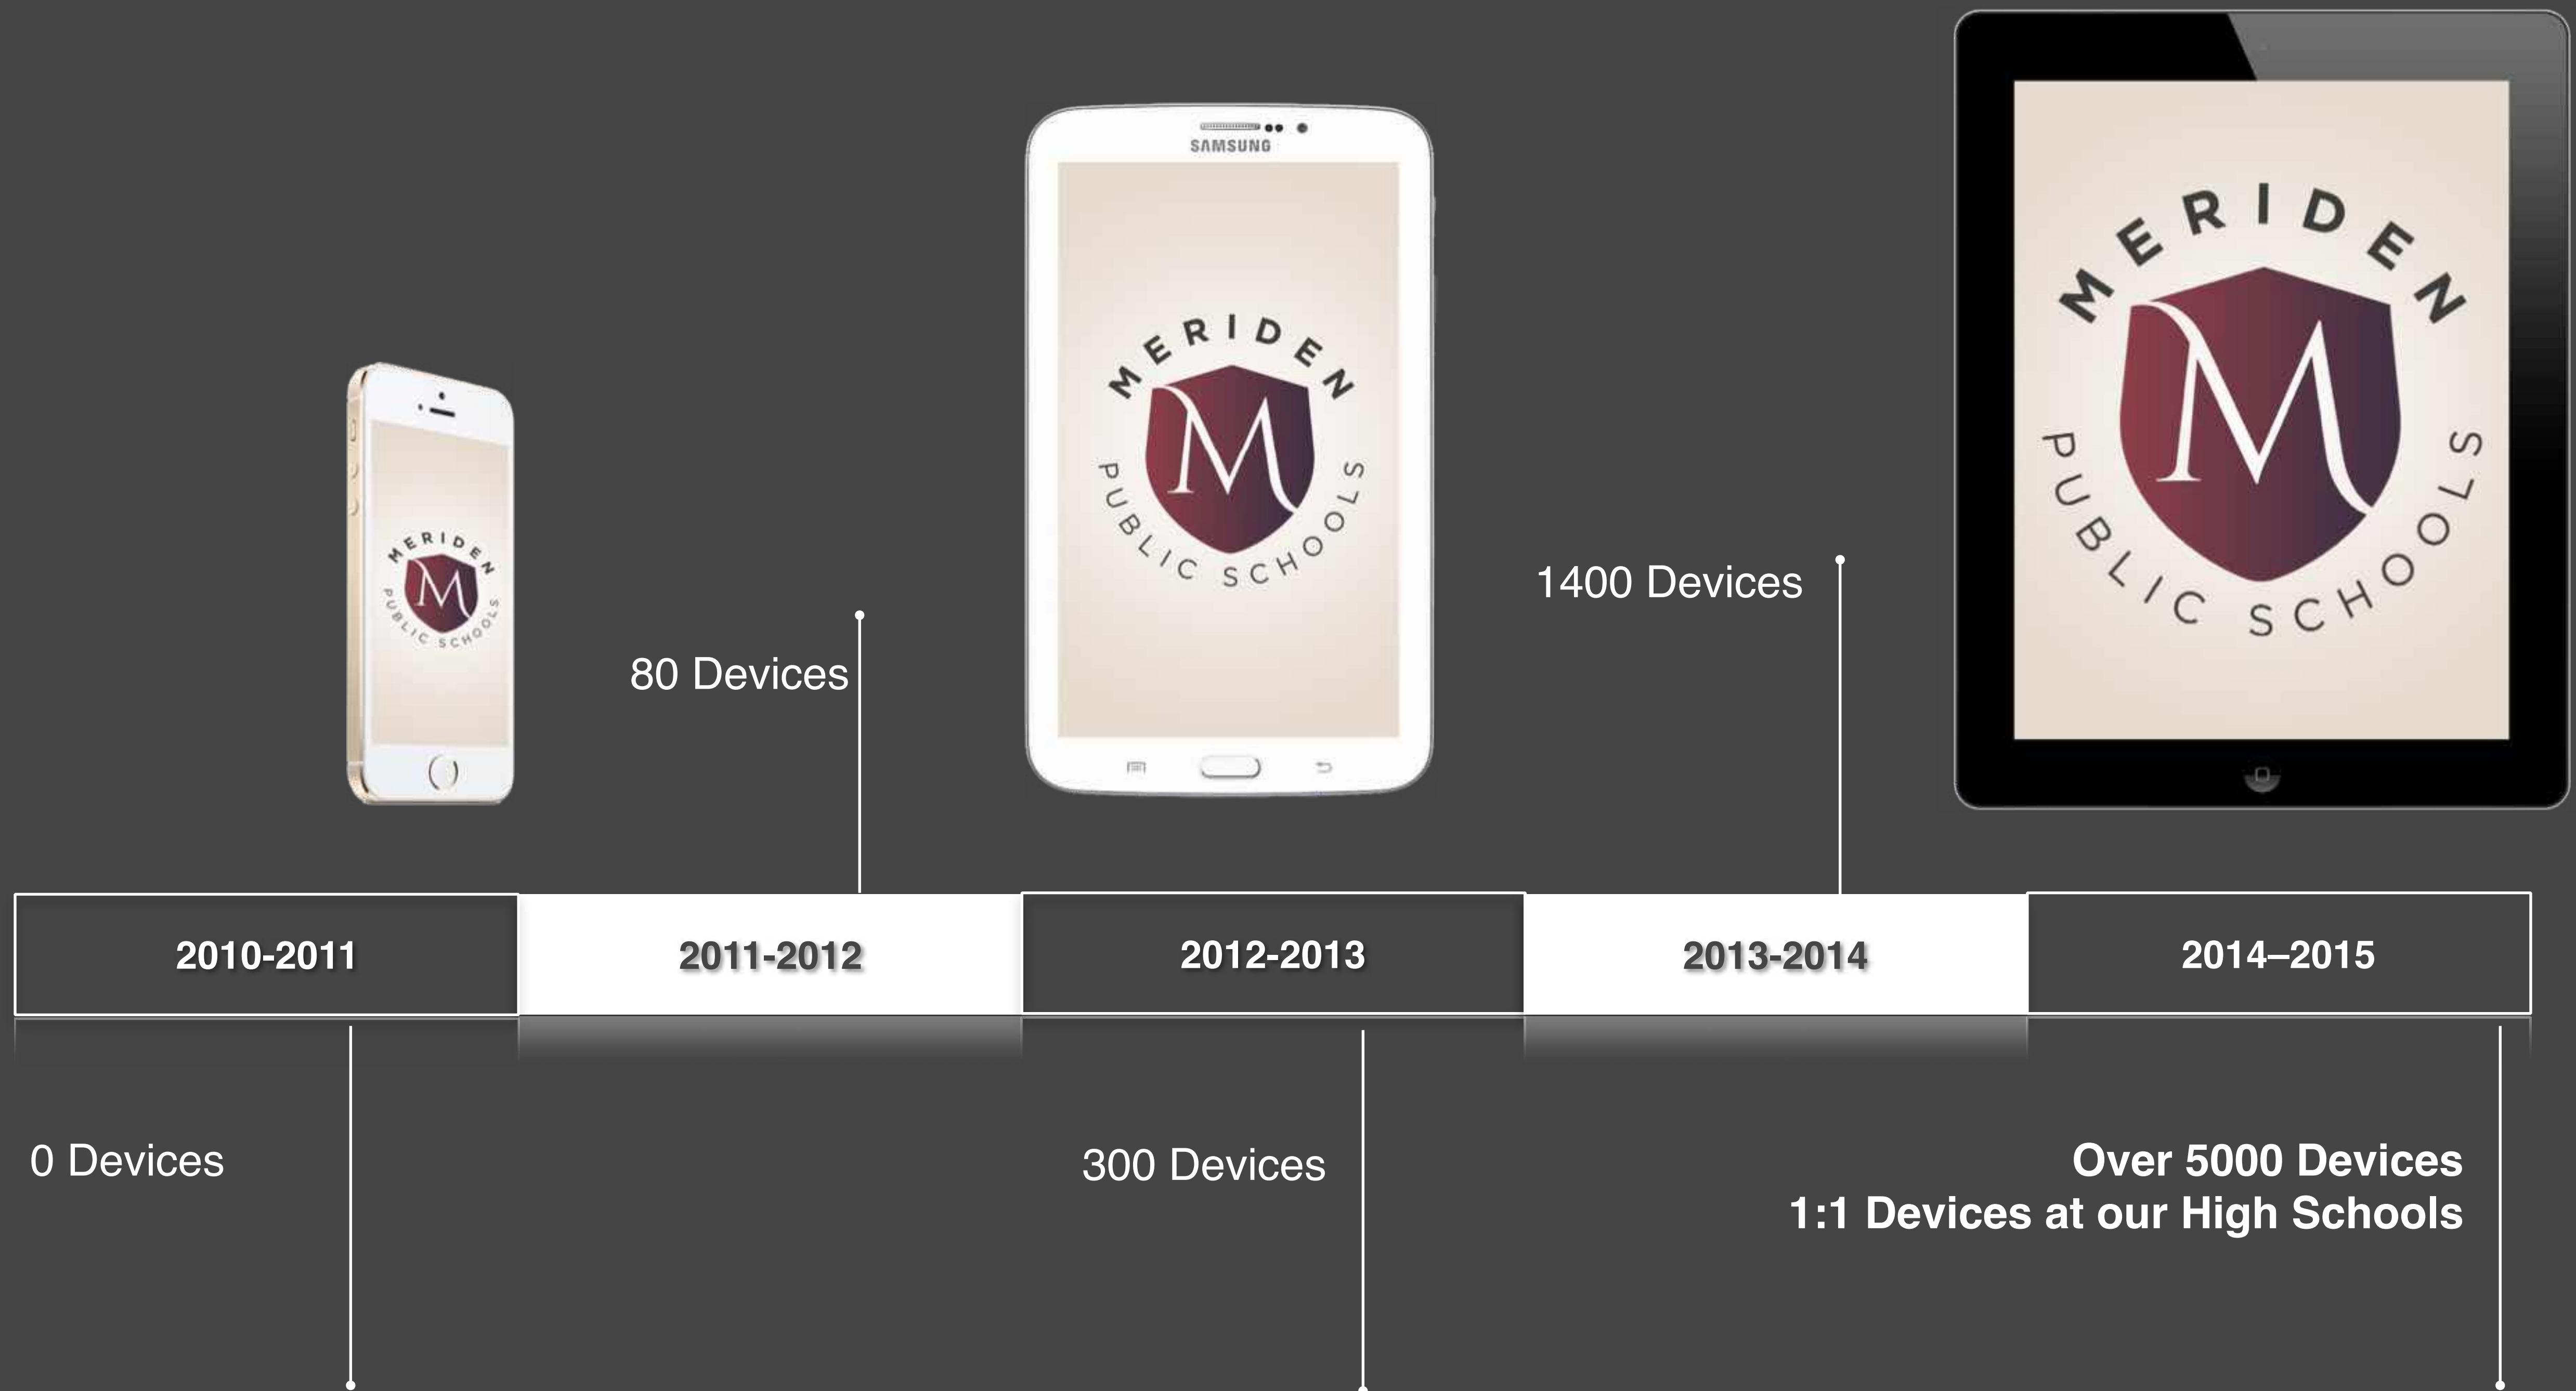 MERIDEN
M
PUBLIC SCHOOLS
SAMSUNG
MERIDEN
M
PUBLIC SCHOOLS
MERIDEN
M
PUBLIC SCHOOLS
80 Devices
1400 Devices
2010-2011
2011-2012
2012-2013
2013-2014
2014–2015
0 Devices
300 Devices
Over 5000 Devices
1:1 Devices at our High Schools